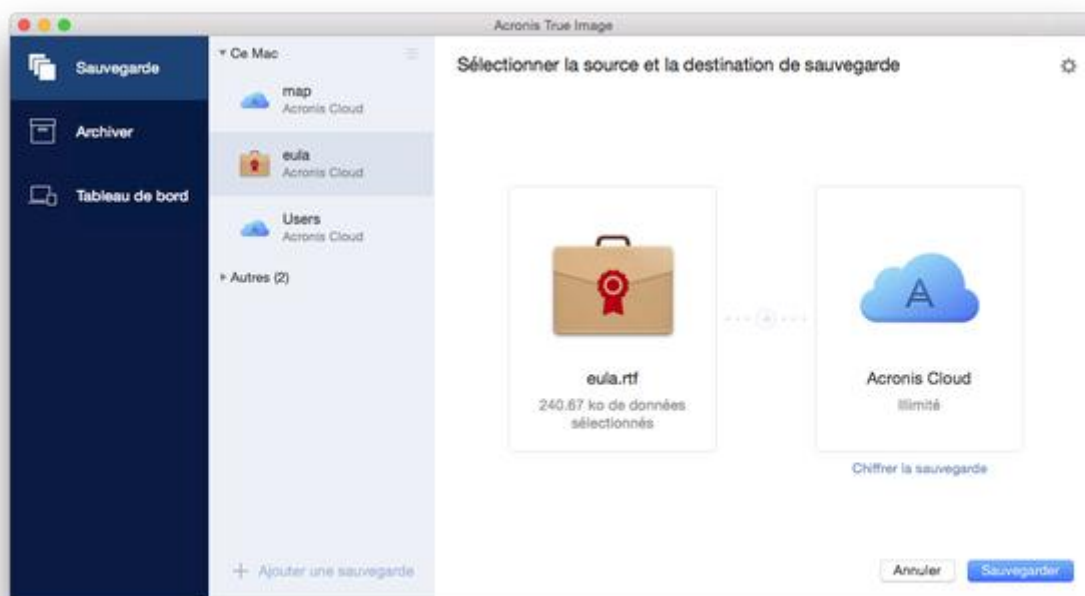 Acronis True Image
Sauvegarde
Archiver
Tableau de bord
Ce Mac
map
Acronis Cloud
eula
Acronis Cloud
Users
Acronis Cloud
Autres (2)
Ajouter une sauvegarde
Sélectionner la source et la destination de sauvegarde
eula.rtf
240.67 ko de données
sélectionnés
Acronis Cloud
Illimité
Chiffrer la sauvegarde
Annuler
Sauvegarder